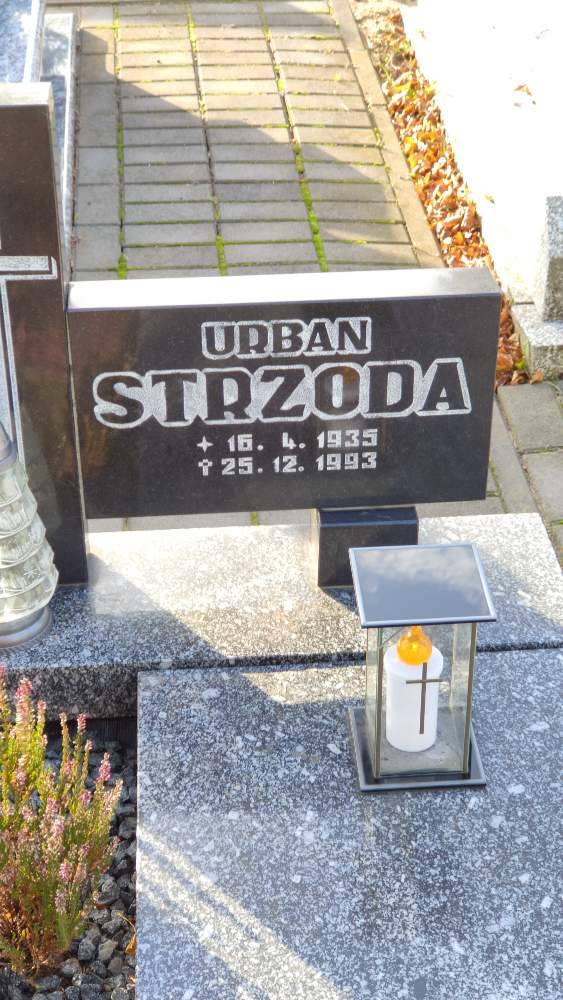 URBAN
STRZODA
✦ 16. 4. 1935
✝ 25. 12. 1993